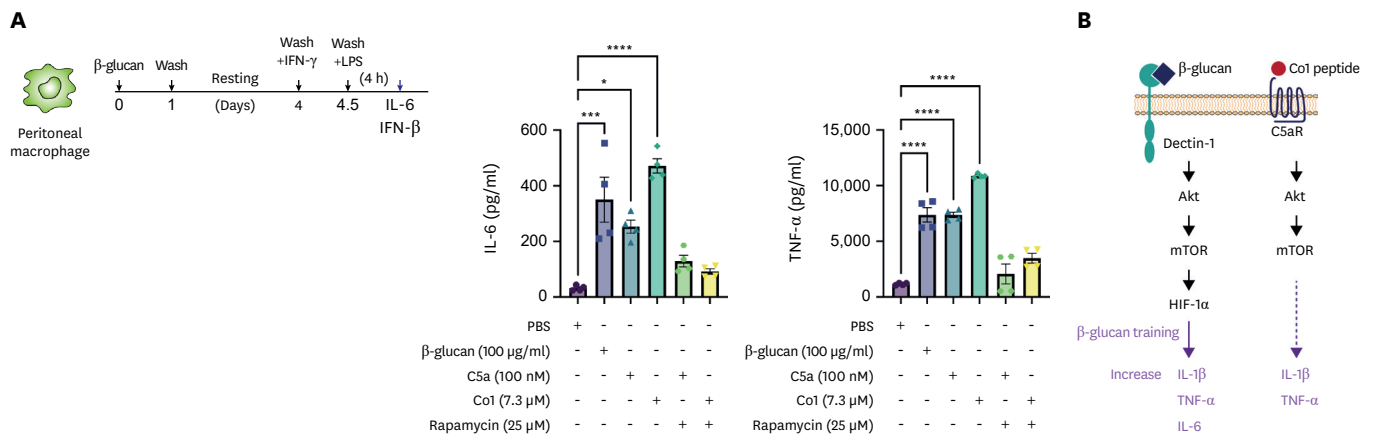 A
β-glucan Wash Resting Wash +IFN-γ Wash +LPS (4 h)
0 1 (Days) 4 4.5 IL-6
IFN-β
Peritoneal
macrophage
IL-6 (pg/ml)
600
400
200
0
***
*
****
PBS + - - - - -
β-glucan (100 μg/ml) - + - - - -
C5a (100 nM) - - + - + -
Co1 (7.3 μM) - - - + - +
Rapamycin (25 μM) - - - - + +
TNF-α (pg/ml)
15,000
10,000
5,000
0
****
****
****
PBS + - - - - -
β-glucan (100 μg/ml) - + - - - -
C5a (100 nM) - - + - + -
Co1 (7.3 μM) - - - + - +
Rapamycin (25 μM) - - - - + +
B
β-glucan
Dectin-1
Akt
mTOR
HIF-1α
β-glucan training
Increase IL-1β
TNF-α
IL-6
Co1 peptide
C5aR
Akt
mTOR
IL-1β
TNF-α